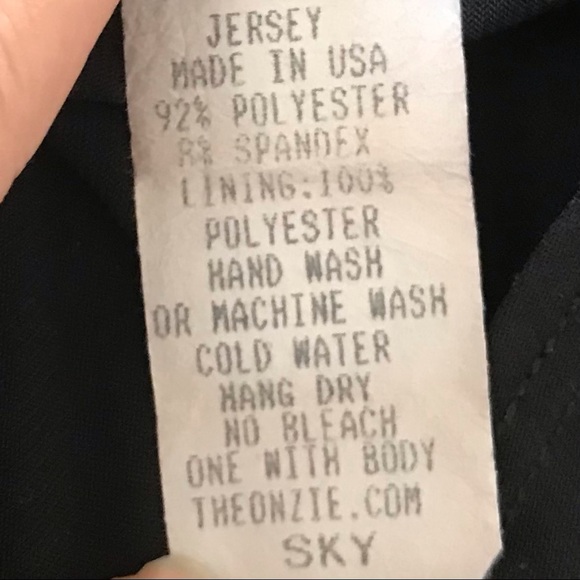 JERSEY
MADE IN USA
92% POLYESTER
8% SPANDEX
LINING:100%
POLYESTER
HAND WASH
OR MACHINE WASH
COLD WATER
HANG DRY
NO BLEACH
ONE WITH BODY
THEONZIE.COM
SKY